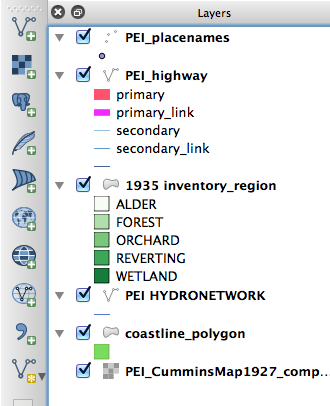 Layers
PEI_placenames
PEI_highway
primary
primary_link
secondary
secondary_link
1935 inventory_region
ALDER
FOREST
ORCHARD
REVERTING
WETLAND
PEI HYDRONETWORK
coastline_polygon
PEI_CumminsMap1927_comp...